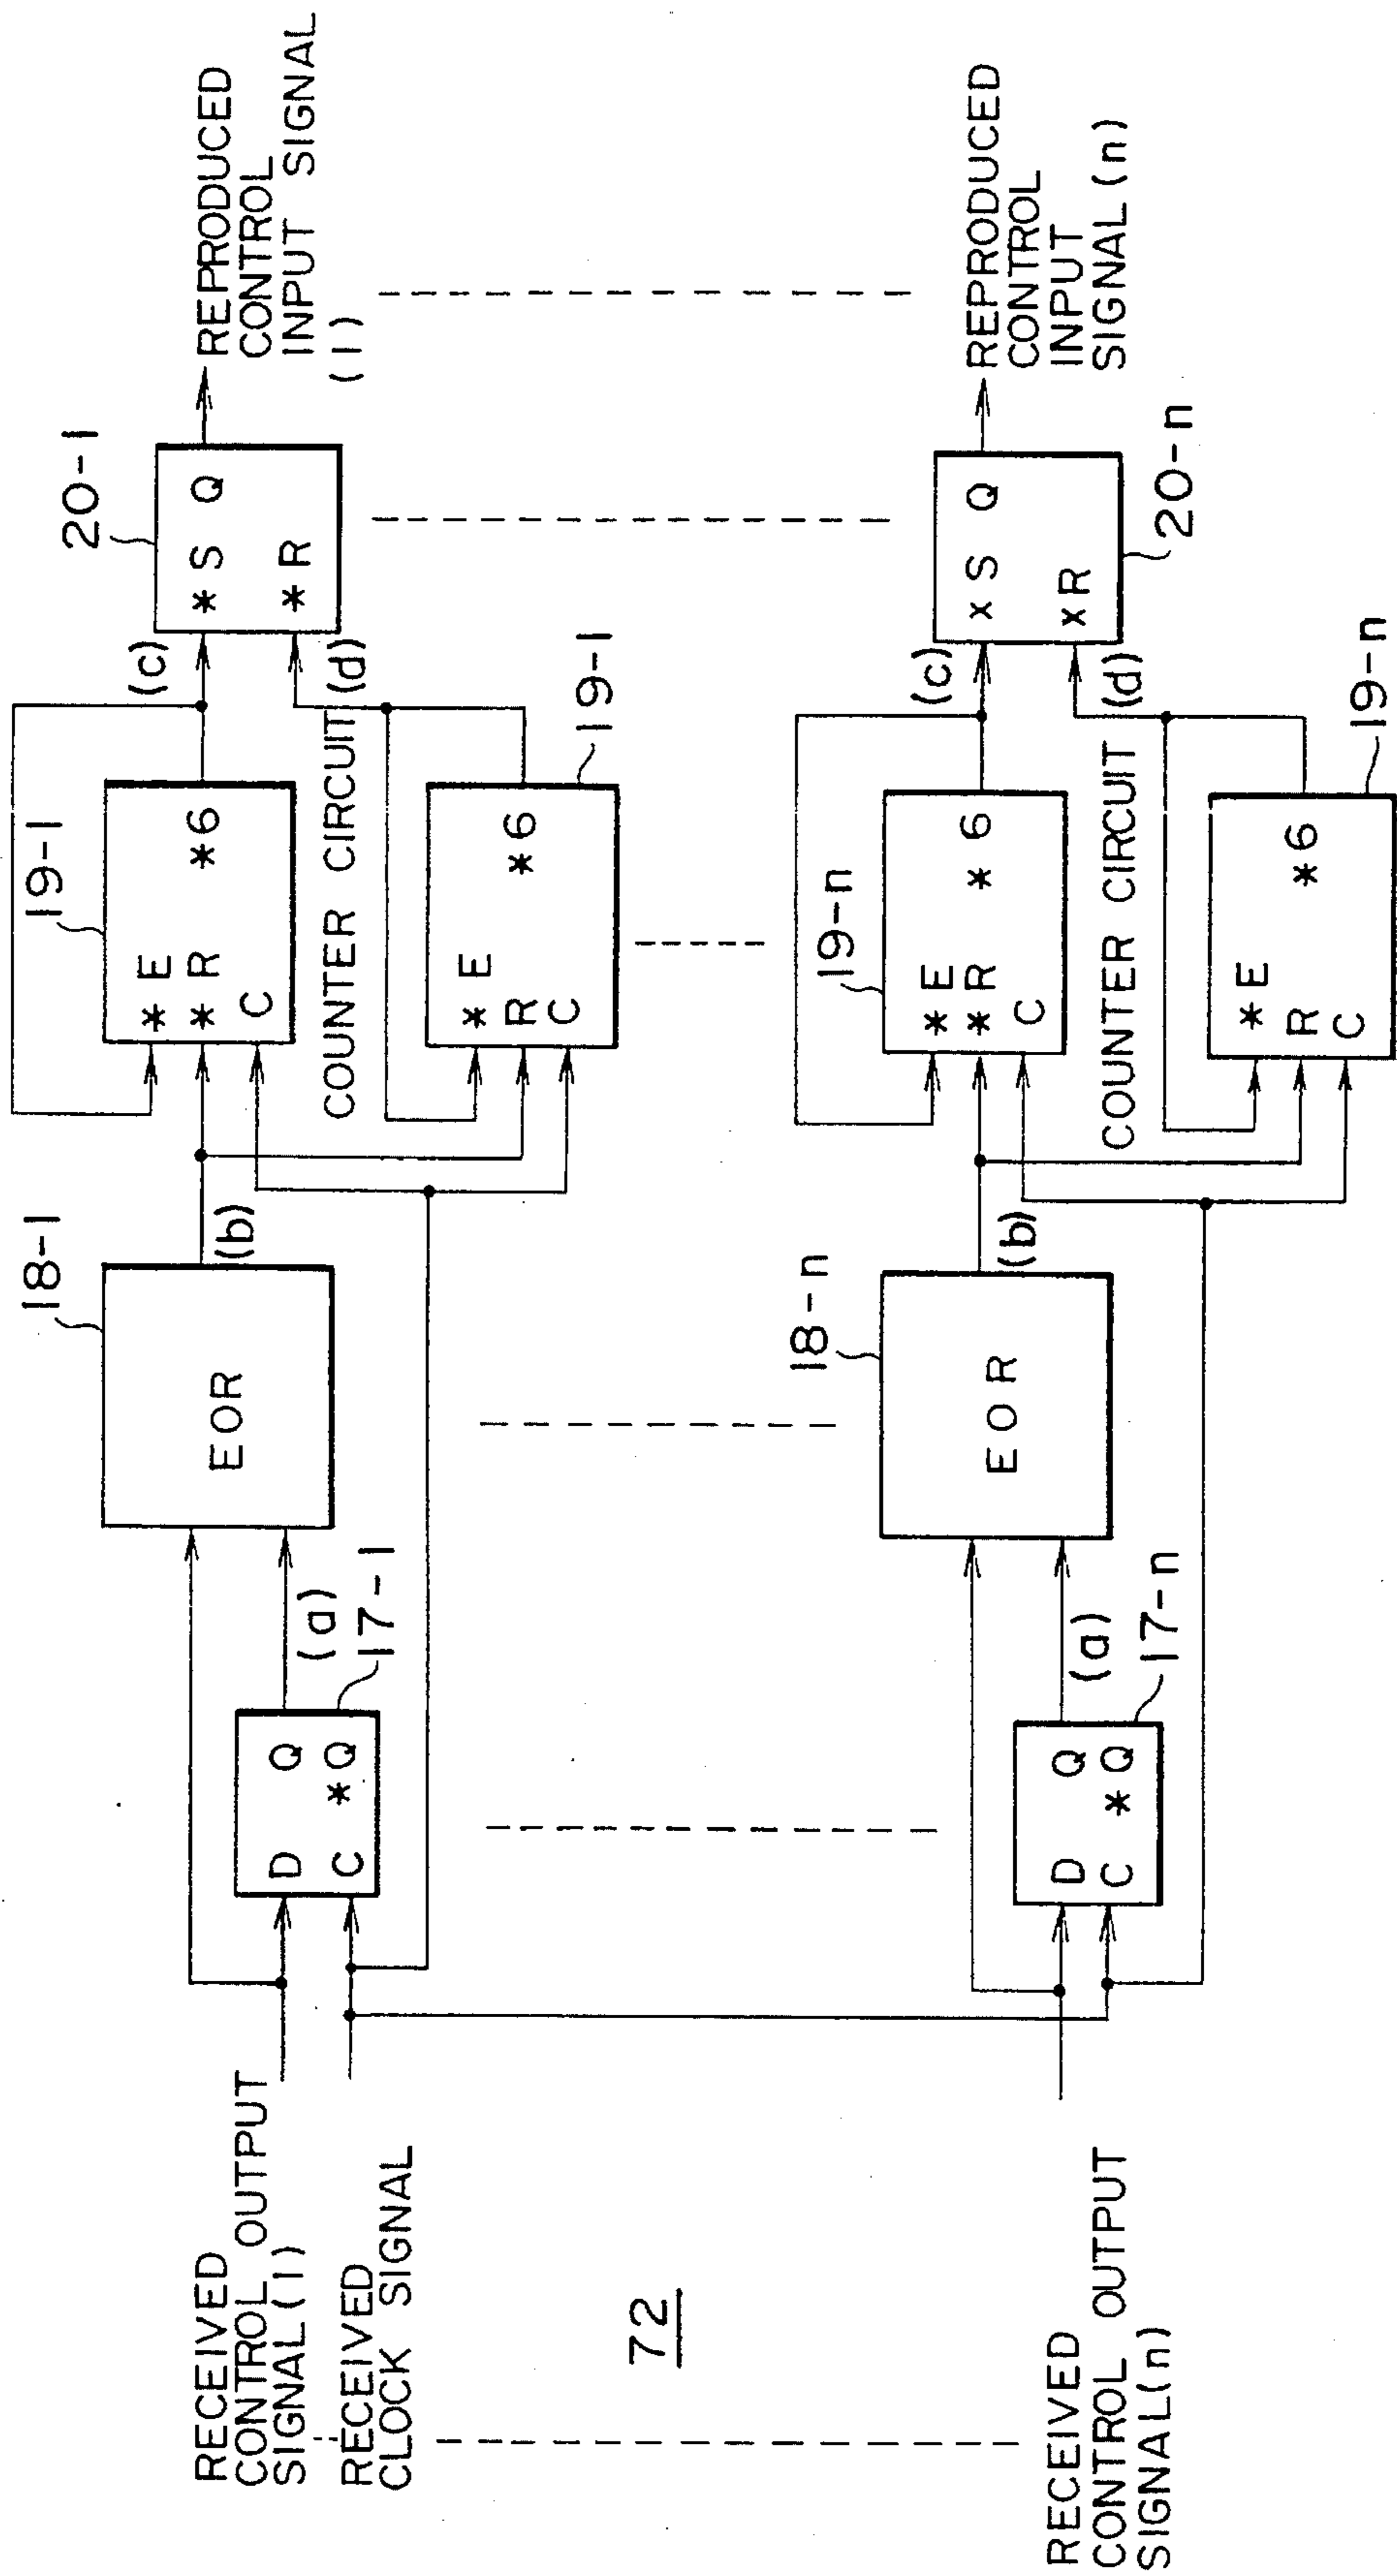 RECEIVED
CONTROL OUTPUT
SIGNAL(1)
RECEIVED
CLOCK SIGNAL
D Q
C *Q
(a)
17-1
EOR
18-1
(b)
19-1
*E
*R *6
C
COUNTER CIRCUIT
*E
R *6
C
19-1
(c)
(d)
20-1
*S Q
*R
REPRODUCED
CONTROL
INPUT SIGNAL
(1)
72
RECEIVED
CONTROL OUTPUT
SIGNAL(n)
D Q
C *Q
(a)
17-n
EOR
18-n
(b)
19-n
*E
*R *6
C
COUNTER CIRCUIT
*E
R *6
C
19-n
(c)
(d)
xS Q
xR
20-n
REPRODUCED
CONTROL
INPUT
SIGNAL(n)